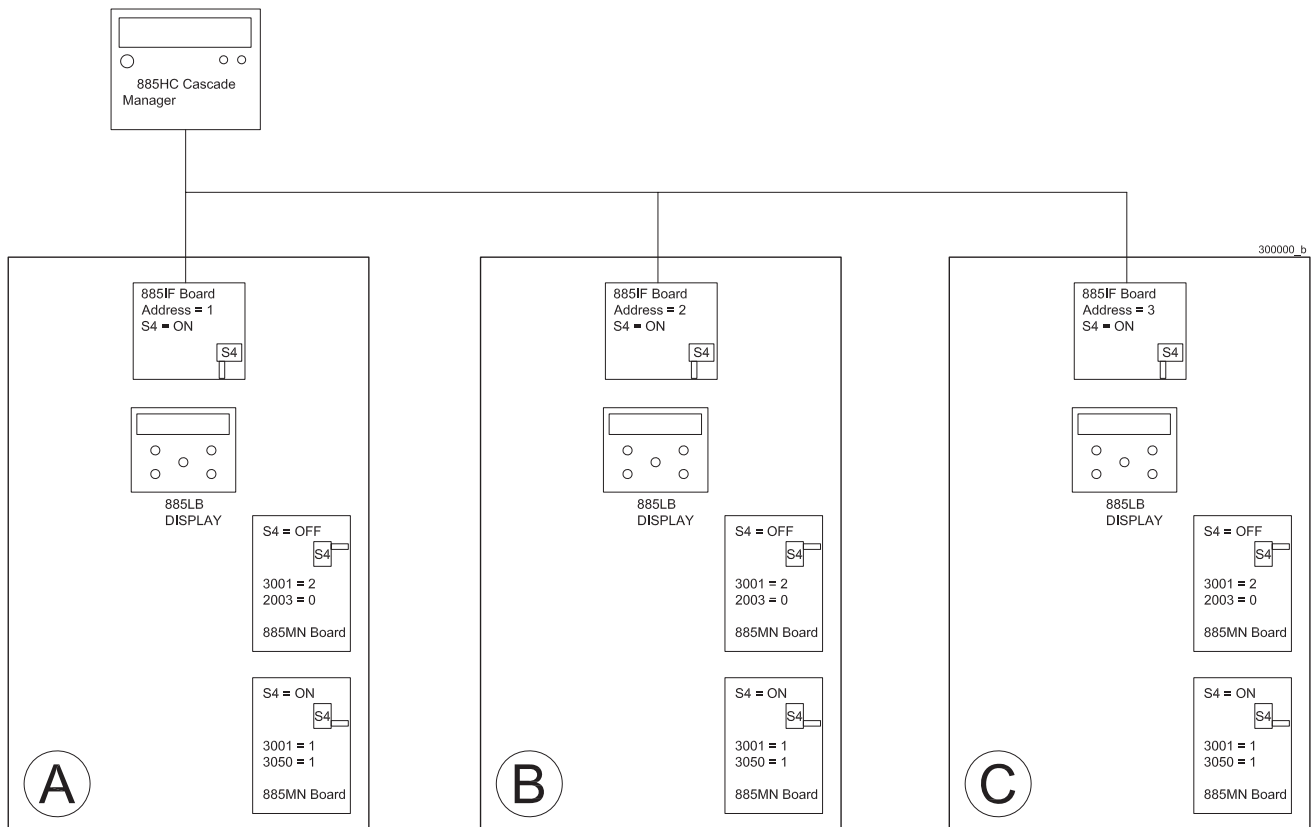 885HC Cascade
Manager
300000_b
885IF Board
Address = 1
S4 = ON
S4
885LB
DISPLAY
S4 = OFF
S4
3001 = 2
2003 = 0
885MN Board
S4 = ON
S4
3001 = 1
3050 = 1
885MN Board
A
885IF Board
Address = 2
S4 = ON
S4
885LB
DISPLAY
S4 = OFF
S4
3001 = 2
2003 = 0
885MN Board
S4 = ON
S4
3001 = 1
3050 = 1
885MN Board
B
885IF Board
Address = 3
S4 = ON
S4
885LB
DISPLAY
S4 = OFF
S4
3001 = 2
2003 = 0
885MN Board
S4 = ON
S4
3001 = 1
3050 = 1
885MN Board
C